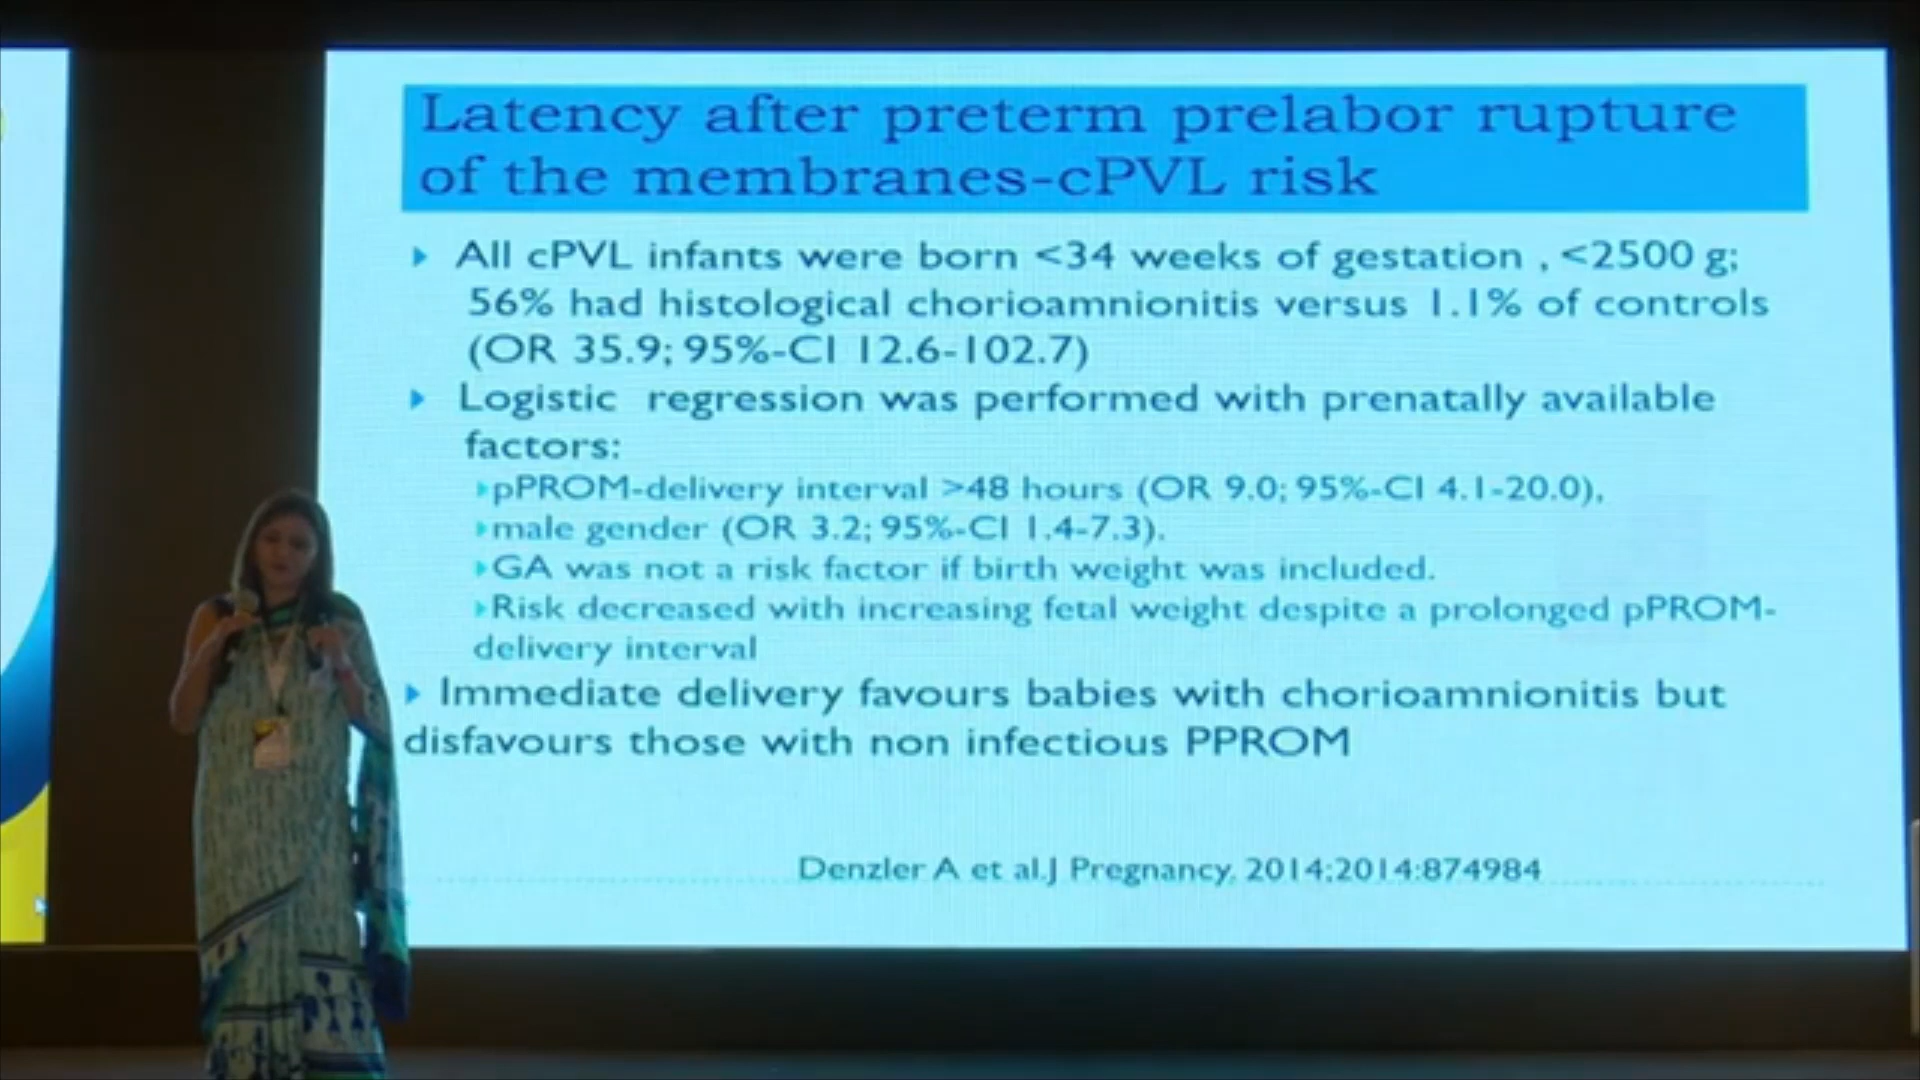 Latency after preterm prelabor rupture
of the membranes-cPVL risk
All cPVL infants were born <34 weeks of gestation , <2500 g;
56% had histological chorioamnionitis versus 1.1% of controls
(OR 35.9; 95%-CI 12.6-102.7)
Logistic regression was performed with prenatally available
factors:
pPROM-delivery interval >48 hours (OR 9.0; 95%-CI 4.1-20.0),
male gender (OR 3.2; 95%-CI 1.4-7.3).
GA was not a risk factor if birth weight was included.
Risk decreased with increasing fetal weight despite a prolonged pPROM-
delivery interval
Immediate delivery favours babies with chorioamnionitis but
disfavours those with non infectious PPROM
Denzler A et al.J Pregnancy. 2014;2014:874984